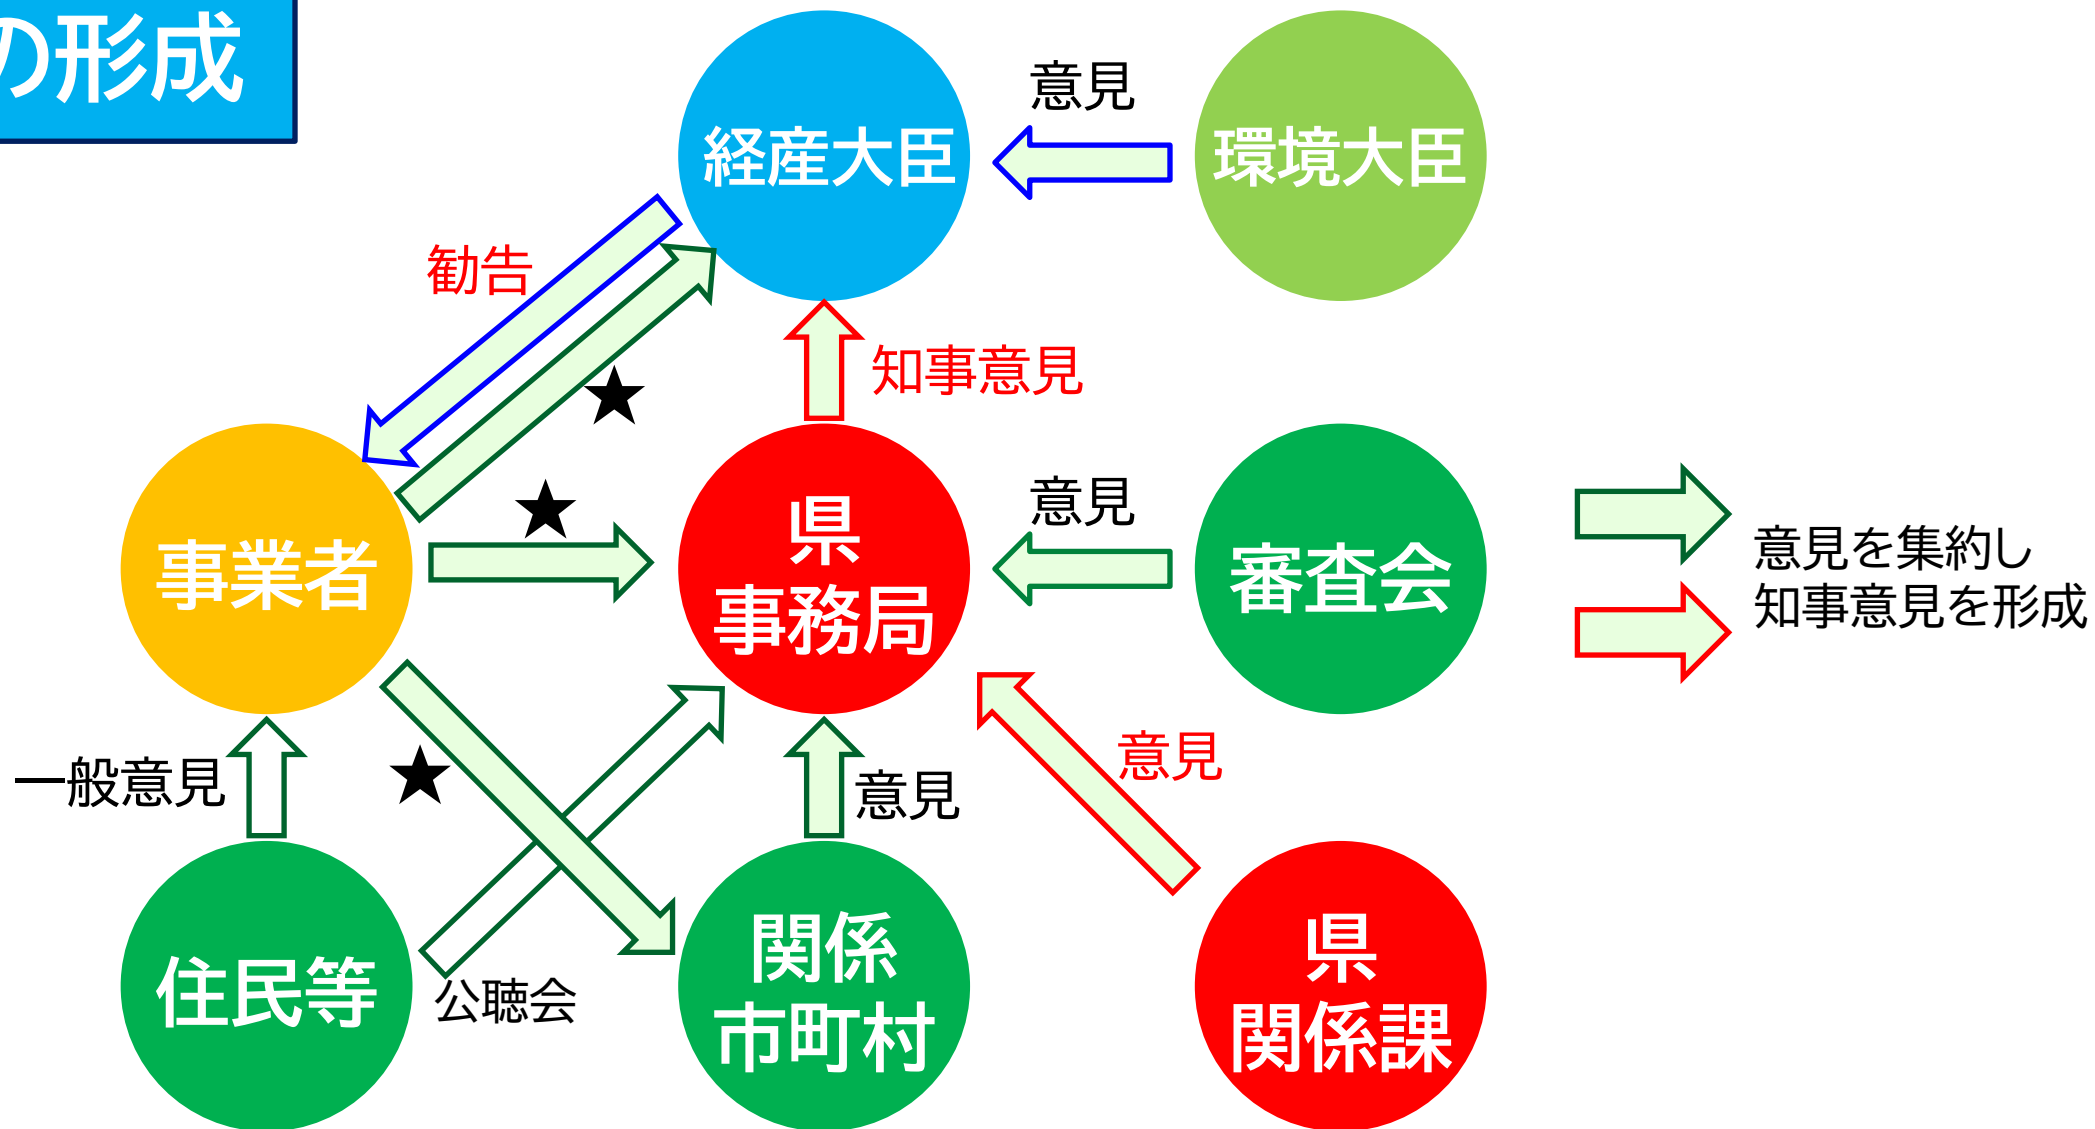 の形成
意見
経産大臣
環境大臣
勧告
知事意見
★
★
意見
事業者
県
事務局
審査会
意見を集約し
知事意見を形成
意見
一般意見
★
意見
住民等
公聴会
関係
市町村
県
関係課